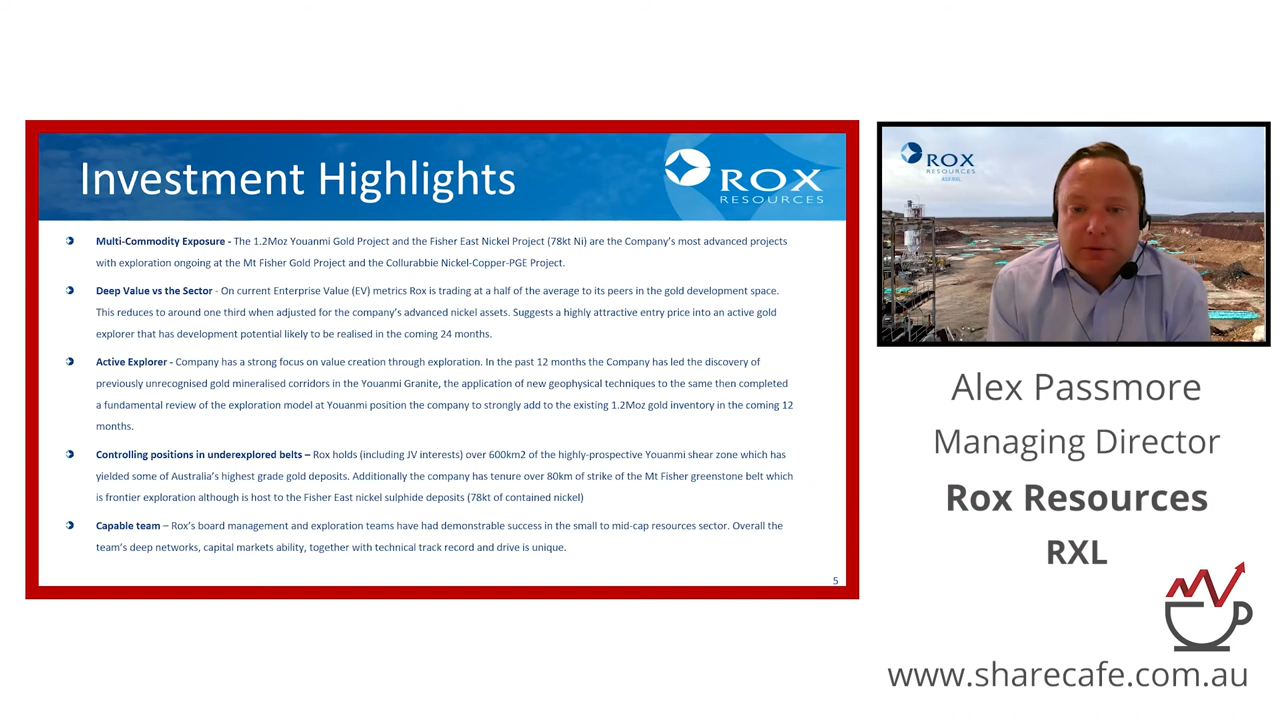 Investment Highlights
ROX
RESOURCES
Multi-Commodity Exposure - The 1.2Moz Youanmi Gold Project and the Fisher East Nickel Project (78kt Ni) are the Company's most advanced projects
with exploration ongoing at the Mt Fisher Gold Project and the Collurabbie Nickel-Copper-PGE Project.
Deep Value vs the Sector - On current Enterprise Value (EV) metrics Rox is trading at a half of the average to its peers in the gold development space.
This reduces to around one third when adjusted for the company's advanced nickel assets. Suggests a highly attractive entry price into an active gold
explorer that has development potential likely to be realised in the coming 24 months.
Active Explorer - Company has a strong focus on value creation through exploration. In the past 12 months the Company has led the discovery of
previously unrecognised gold mineralised corridors in the Youanmi Granite, the application of new geophysical techniques to the same then completed
a fundamental review of the exploration model at Youanmi position the company to strongly add to the existing 1.2Moz gold inventory in the coming 12
months.
Controlling positions in underexplored belts – Rox holds (including JV interests) over 600km2 of the highly-prospective Youanmi shear zone which has
yielded some of Australia's highest grade gold deposits. Additionally the company has tenure over 80km of strike of the Mt Fisher greenstone belt which
is frontier exploration although is host to the Fisher East nickel sulphide deposits (78kt of contained nickel)
Capable team – Rox's board management and exploration teams have had demonstrable success in the small to mid-cap resources sector. Overall the
team's deep networks, capital markets ability, together with technical track record and drive is unique.
5
ROX
RESOURCES
ASX:RXL
Alex Passmore
Managing Director
Rox Resources
RXL
www.sharecafe.com.au